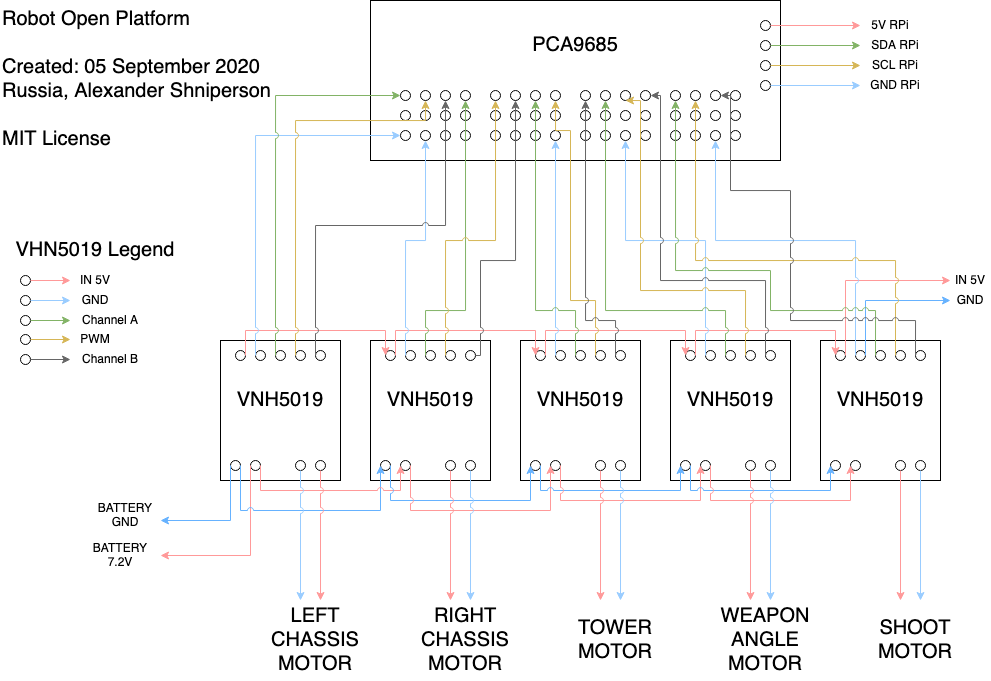 Robot Open Platform
Created: 05 September 2020
Russia, Alexander Shniperson
MIT License
PCA9685
5V RPi
SDA RPi
SCL RPi
GND RPi
VHN5019 Legend
IN 5V
GND
Channel A
PWM
Channel B
IN 5V
GND
VNH5019
VNH5019
VNH5019
VNH5019
VNH5019
BATTERY
GND
BATTERY
7.2V
LEFT
CHASSIS
MOTOR
RIGHT
CHASSIS
MOTOR
TOWER
MOTOR
WEAPON
ANGLE
MOTOR
SHOOT
MOTOR